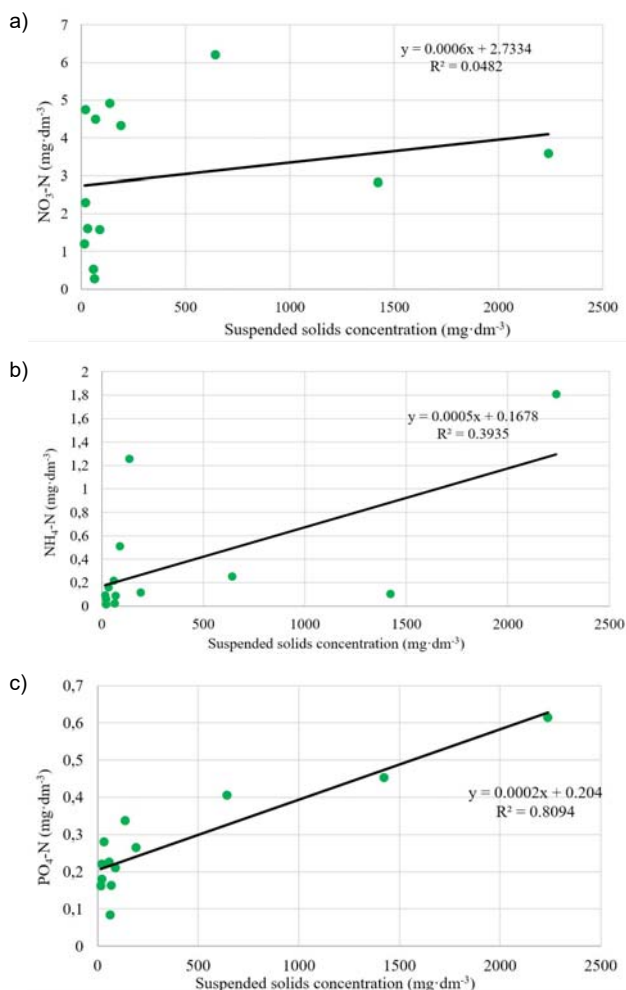 a)
7
6
5
4
3
2
1
0
NO₃-N (mg·dm⁻³)
y = 0.0006x + 2.7334
R² = 0.0482
0 500 1000 1500 2000 2500
Suspended solids concentration (mg·dm⁻³)
b)
2
1,8
1,6
1,4
1,2
1
0,8
0,6
0,4
0,2
0
NH₄-N (mg·dm⁻³)
y = 0.0005x + 0.1678
R² = 0.3935
0 500 1000 1500 2000 2500
Suspended solids concentration (mg·dm⁻³)
c)
0,7
0,6
0,5
0,4
0,3
0,2
0,1
0
PO₄-N (mg·dm⁻³)
y = 0.0002x + 0.204
R² = 0.8094
0 500 1000 1500 2000 2500
Suspended solids concentration (mg·dm⁻³)